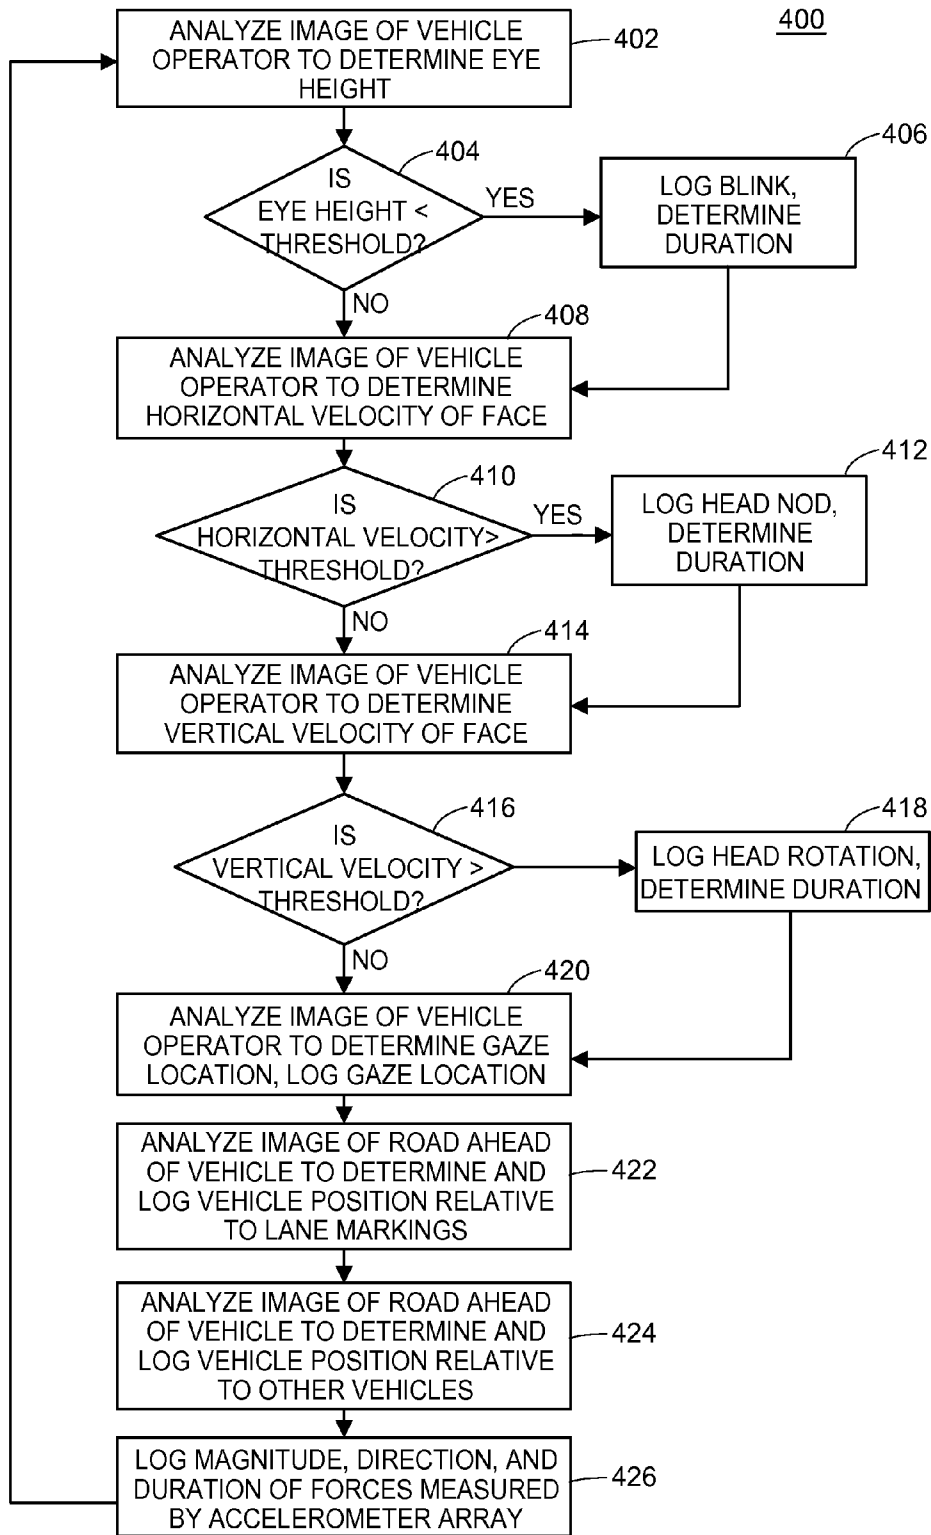 400
ANALYZE IMAGE OF VEHICLE
OPERATOR TO DETERMINE EYE
HEIGHT
402
IS
EYE HEIGHT <
THRESHOLD?
404
YES
LOG BLINK,
DETERMINE
DURATION
406
NO
ANALYZE IMAGE OF VEHICLE
OPERATOR TO DETERMINE
HORIZONTAL VELOCITY OF FACE
408
IS
HORIZONTAL VELOCITY>
THRESHOLD?
410
YES
LOG HEAD NOD,
DETERMINE
DURATION
412
NO
ANALYZE IMAGE OF VEHICLE
OPERATOR TO DETERMINE
VERTICAL VELOCITY OF FACE
414
IS
VERTICAL VELOCITY >
THRESHOLD?
416
LOG HEAD ROTATION,
DETERMINE DURATION
418
NO
ANALYZE IMAGE OF VEHICLE
OPERATOR TO DETERMINE GAZE
LOCATION, LOG GAZE LOCATION
420
ANALYZE IMAGE OF ROAD AHEAD
OF VEHICLE TO DETERMINE AND
LOG VEHICLE POSITION RELATIVE
TO LANE MARKINGS
422
ANALYZE IMAGE OF ROAD AHEAD
OF VEHICLE TO DETERMINE AND
LOG VEHICLE POSITION RELATIVE
TO OTHER VEHICLES
424
LOG MAGNITUDE, DIRECTION, AND
DURATION OF FORCES MEASURED
BY ACCELEROMETER ARRAY
426